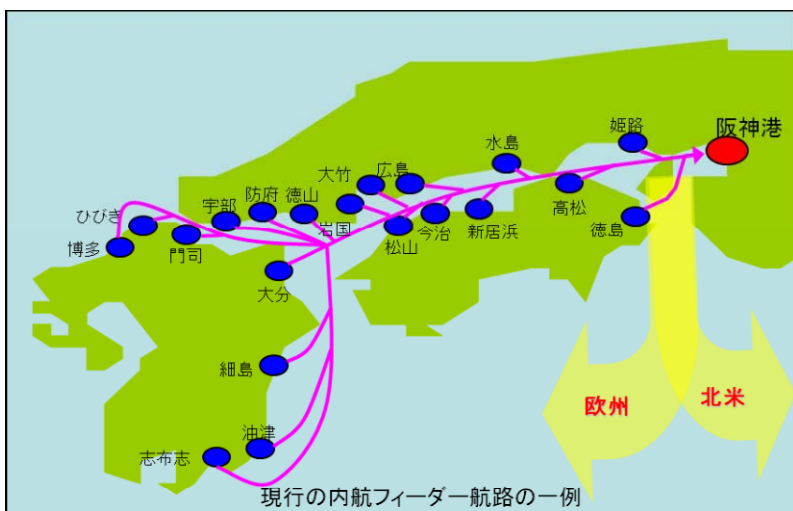 阪神港
姫路
水島
広島
大竹
岩国
徳山
防府
宇部
ひびき
博多
門司
高松
徳島
新居浜
今治
松山
大分
細島
油津
志布志
欧州
北米
現行の内航フィーダー航路の一例